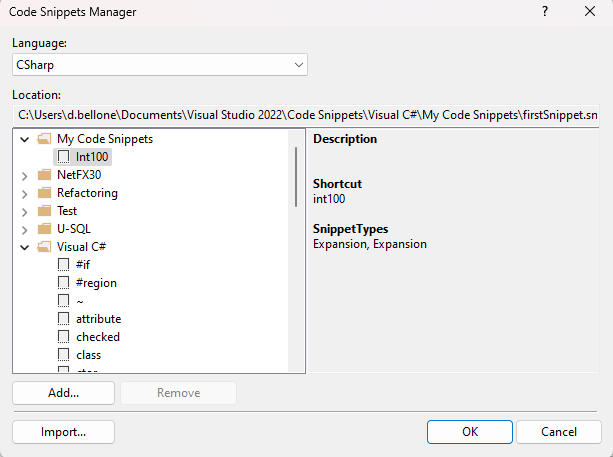 Code Snippets Manager ?
Language:
CSharp
Location:
C:\Users\d.bellone\Documents\Visual Studio 2022\Code Snippets\Visual C#\My Code Snippets\firstSnippet.sn
My Code Snippets
Int100
NetFX30
Refactoring
Test
U-SQL
Visual C#
#if
#region
~
attribute
checked
class
Description
Shortcut
int100
SnippetTypes
Expansion, Expansion
Add...
Remove
Import...
OK
Cancel